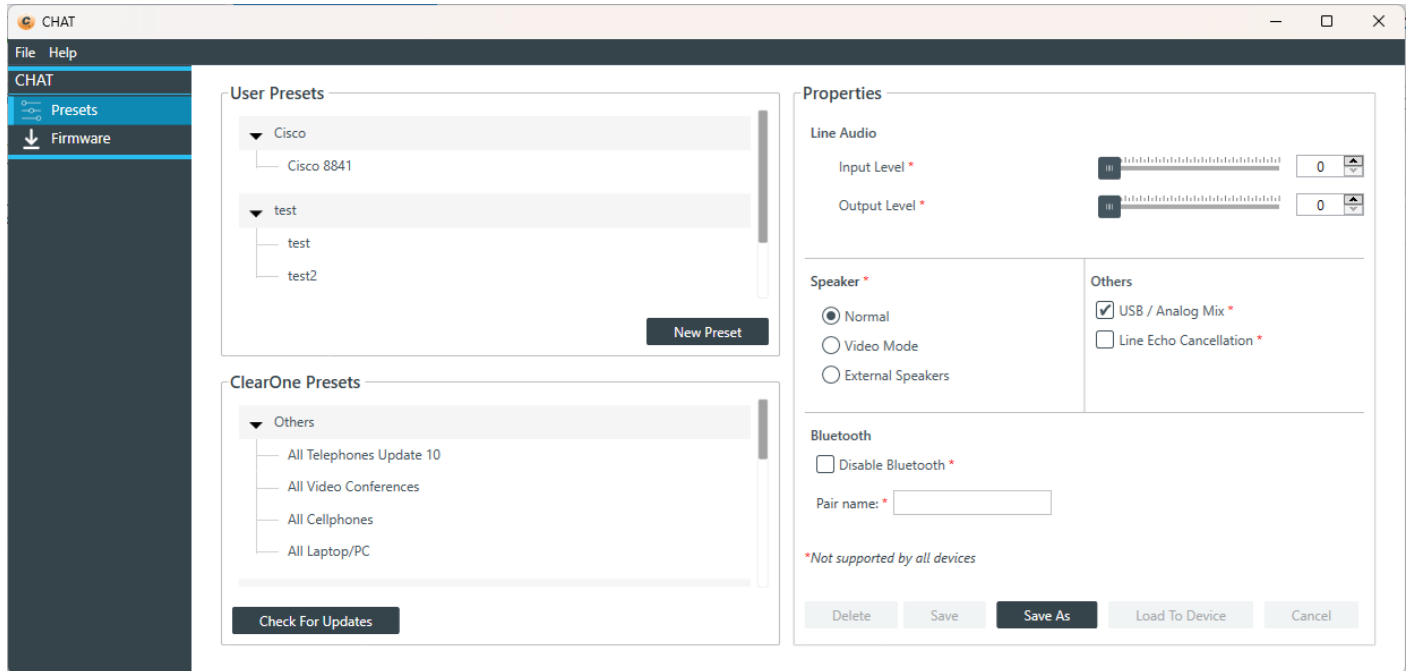 CHAT
File Help
CHAT
Presets
Firmware
User Presets
Cisco
Cisco 8841
test
test
test2
New Preset
ClearOne Presets
Others
All Telephones Update 10
All Video Conferences
All Cellphones
All Laptop/PC
Check For Updates
Properties
Line Audio
Input Level * 0
Output Level * 0
Speaker *
Normal
Video Mode
External Speakers
Others
USB / Analog Mix *
Line Echo Cancellation *
Bluetooth
Disable Bluetooth *
Pair name: *
*Not supported by all devices
Delete Save Save As Load To Device Cancel